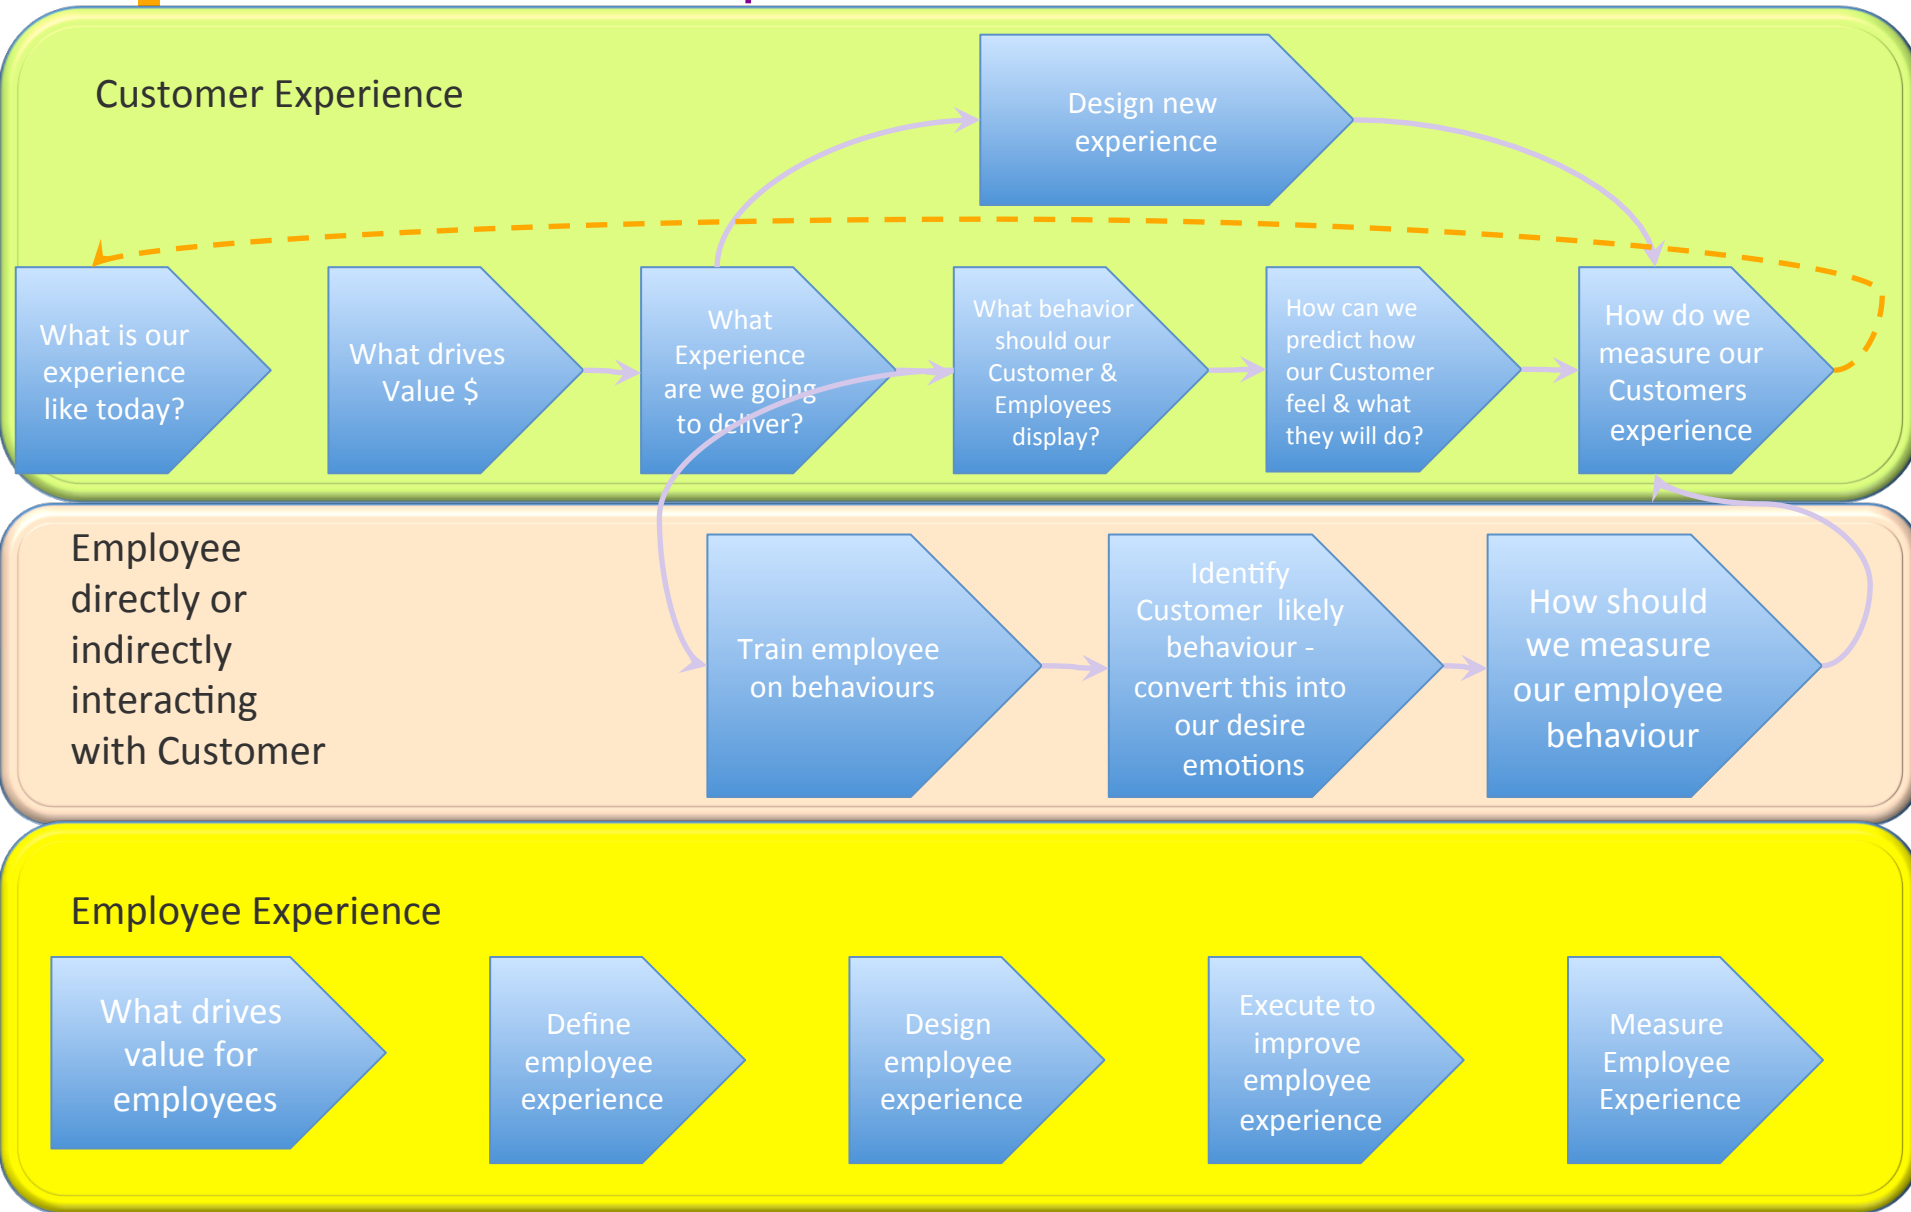 Customer Experience
Design new
experience
What is our
experience
like today?
What drives
Value $
What
Experience
are we going
to deliver?
What behavior
should our
Customer &
Employees
display?
How can we
predict how
our Customer
feel & what
they will do?
How do we
measure our
Customers
experience
Employee
directly or
indirectly
interacting
with Customer
Train employee
on behaviours
Identify
Customer likely
behaviour -
convert this into
our desire
emotions
How should
we measure
our employee
behaviour
Employee Experience
What drives
value for
employees
Define
employee
experience
Design
employee
experience
Execute to
improve
employee
experience
Measure
Employee
Experience